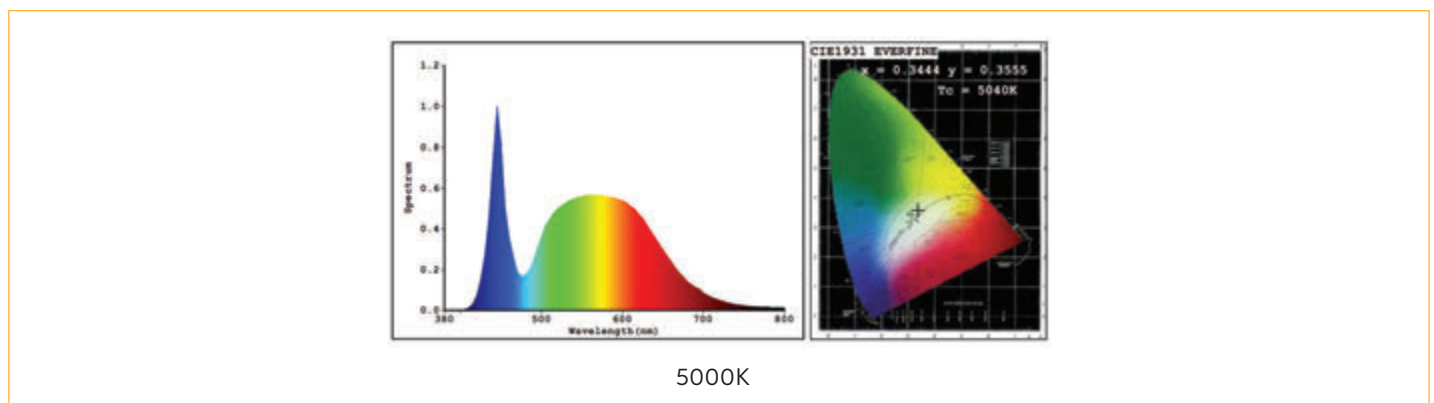 1.2
1.0
0.8
0.6
0.4
0.2
0.0
Spectrum
380 500 600 700 800
Wavelength(nm)
CIE1931 EVERFINE
x = 0.3444 y = 0.3555
Tc = 5040K
5000K